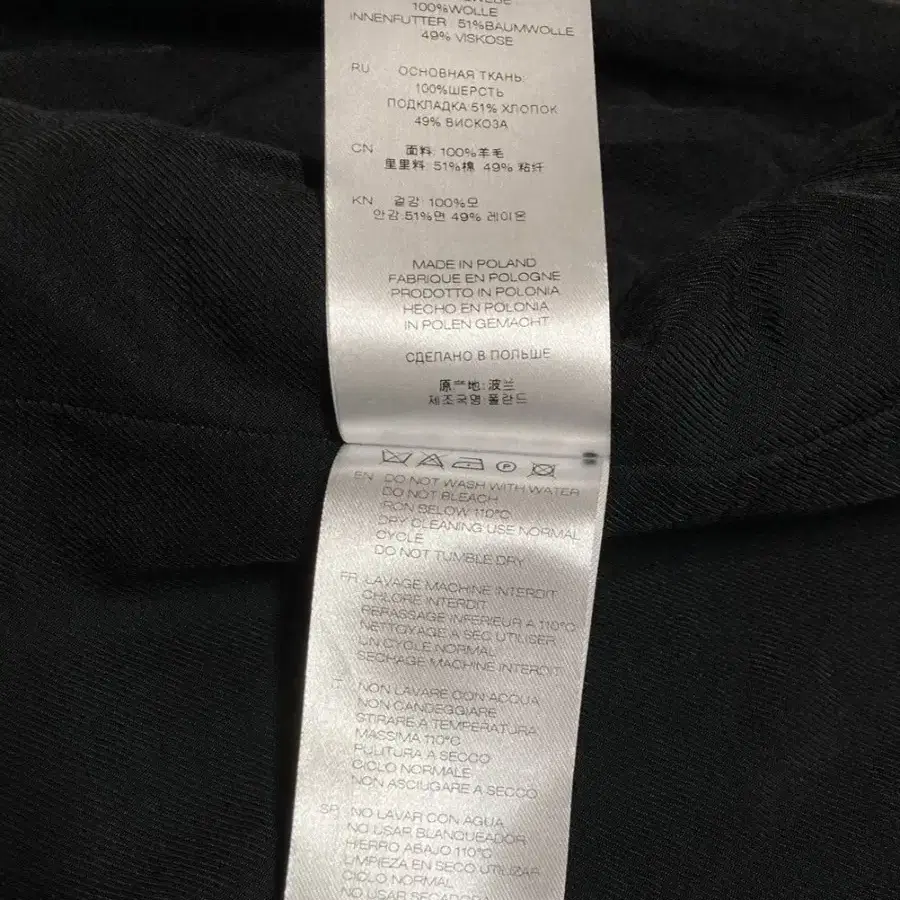 100%WOLLE
INNENFUTTER 51%BAUMWOLLE
49% VISKOSE
RU ОСНОВНАЯ ТКАНЬ:
100%ШЕРСТЬ
ПОДКЛАДКА:51% ХЛОПОК
49% ВИСКОЗА
CN 面料: 100%羊毛
里里料: 51%棉 49% 粘纤
KN 겉감: 100%모
안감:51%면 49% 레이온
MADE IN POLAND
FABRIQUE EN POLOGNE
PRODOTTO IN POLONIA
HECHO EN POLONIA
IN POLEN GEMACHT
СДЕЛАНО В ПОЛЬШЕ
原产地: 波兰
제조국명:폴란드
EN DO NOT WASH WITH WATER
DO NOT BLEACH
IRON BELOW 110°C
DRY CLEANING USE NORMAL
CYCLE
DO NOT TUMBLE DRY
FR LAVAGE MACHINE INTERDIT
CHLORE INTERDIT
REPASSAGE INFERIEUR A 110°C
NETTOYAGE A SEC UTILISER
UN CYCLE NORMAL
SECHAGE MACHINE INTERDIT
IT NON LAVARE CON ACQUA
NON CANDEGGIARE
STIRARE A TEMPERATURA
MASSIMA 110°C
PULITURA A SECCO
CICLO NORMALE
NON ASCIUGARE A SECCO
SP NO LAVAR CON AGUA
NO USAR BLANQUEADOR
HIERRO ABAJO 110°C
LIMPIEZA EN SECO UTILIZAR
CICLO NORMAL
NO USAR SECADORA